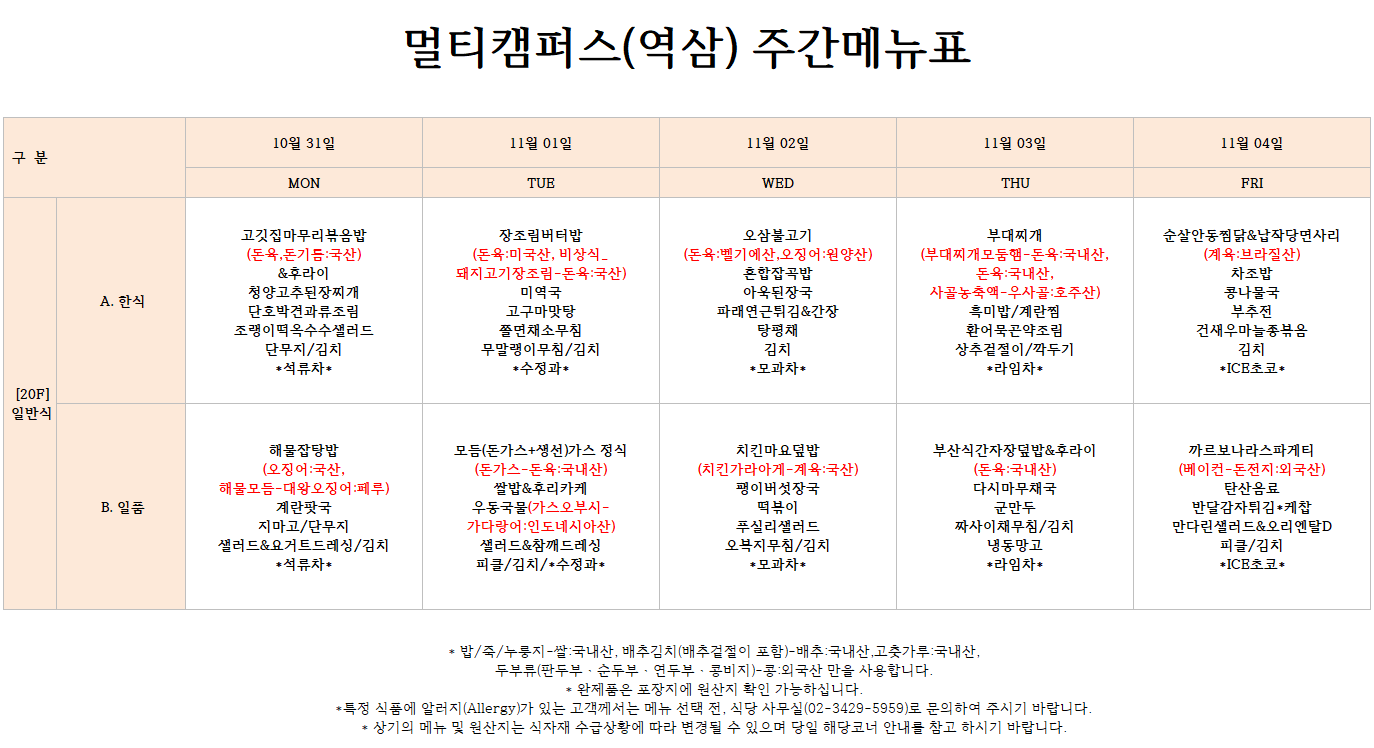 멀티캠퍼스(역삼) 주간메뉴표
구 분
10월 31일
11월 01일
11월 02일
11월 03일
11월 04일
MON
TUE
WED
THU
FRI
[20F]
일반식
A. 한식
고깃집마무리볶음밥
(돈육,돈기름:국산)
&후라이
청양고추된장찌개
단호박견과류조림
조랭이떡옥수수샐러드
단무지/김치
*석류차*
장조림버터밥
(돈육:미국산, 비상식_
돼지고기장조림-돈육:국산)
미역국
고구마맛탕
쫄면채소무침
무말랭이무침/김치
*수정과*
오삼불고기
(돈육:벨기에산,오징어:원양산)
혼합잡곡밥
아욱된장국
파래연근튀김&간장
탕평채
김치
*모과차*
부대찌개
(부대찌개모둠햄-돈육:국내산,
돈육:국내산,
사골농축액-우사골:호주산)
흑미밥/계란찜
환어묵곤약조림
상추겉절이/깍두기
*라임차*
순살안동찜닭&납작당면사리
(계육:브라질산)
차조밥
콩나물국
부추전
건새우마늘종볶음
김치
*ICE초코*
B. 일품
해물잡탕밥
(오징어:국산,
해물모듬-대왕오징어:페루)
계란팟국
지마고/단무지
샐러드&요거트드레싱/김치
*석류차*
모듬(돈가스+생선)가스 정식
(돈가스-돈육:국내산)
쌀밥&후리카케
우동국물(가스오부시-
가다랑어:인도네시아산)
샐러드&참깨드레싱
피클/김치/*수정과*
치킨마요덮밥
(치킨가라아게-계육:국산)
팽이버섯장국
떡볶이
푸실리샐러드
오복지무침/김치
*모과차*
부산식간자장덮밥&후라이
(돈육:국내산)
다시마무채국
군만두
짜사이채무침/김치
냉동망고
*라임차*
까르보나라스파게티
(베이컨-돈전지:외국산)
탄산음료
반달감자튀김*케찹
만다린샐러드&오리엔탈D
피클/김치
*ICE초코*
* 밥/죽/누룽지-쌀:국내산, 배추김치(배추겉절이 포함)-배추:국내산,고춧가루:국내산,
두부류(판두부ㆍ순두부ㆍ연두부ㆍ콩비지)-콩:외국산 만을 사용합니다.
* 완제품은 포장지에 원산지 확인 가능하십니다.
*특정 식품에 알러지(Allergy)가 있는 고객께서는 메뉴 선택 전, 식당 사무실(02-3429-5959)로 문의하여 주시기 바랍니다.
* 상기의 메뉴 및 원산지는 식자재 수급상황에 따라 변경될 수 있으며 당일 해당코너 안내를 참고 하시기 바랍니다.